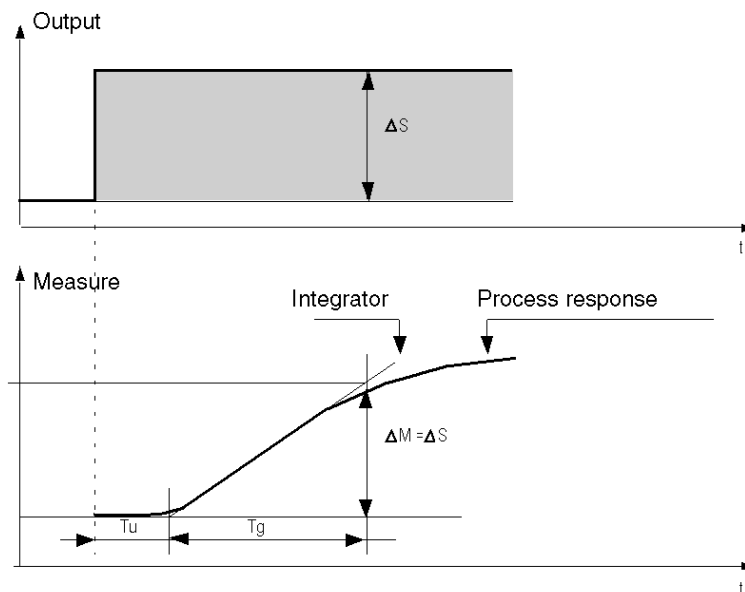 Output
ΔS
t
Measure
Integrator
Process response
ΔM =ΔS
Tu
Tg
t